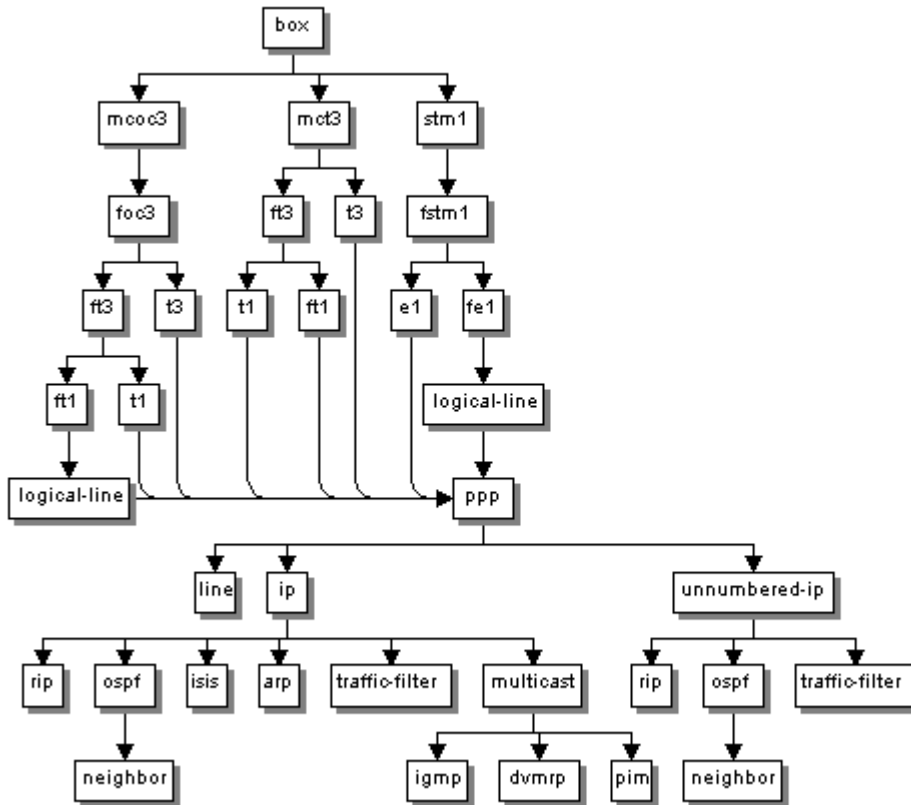 box
mcoc3 mct3 stm1
foc3 ft3 t3 fstm1
ft3 t3 t1 ft1 e1 fe1
ft1 t1 logical-line
logical-line ppp
line ip unnumbered-ip
rip ospf isis arp traffic-filter multicast rip ospf traffic-filter
neighbor igmp dvmrp pim neighbor